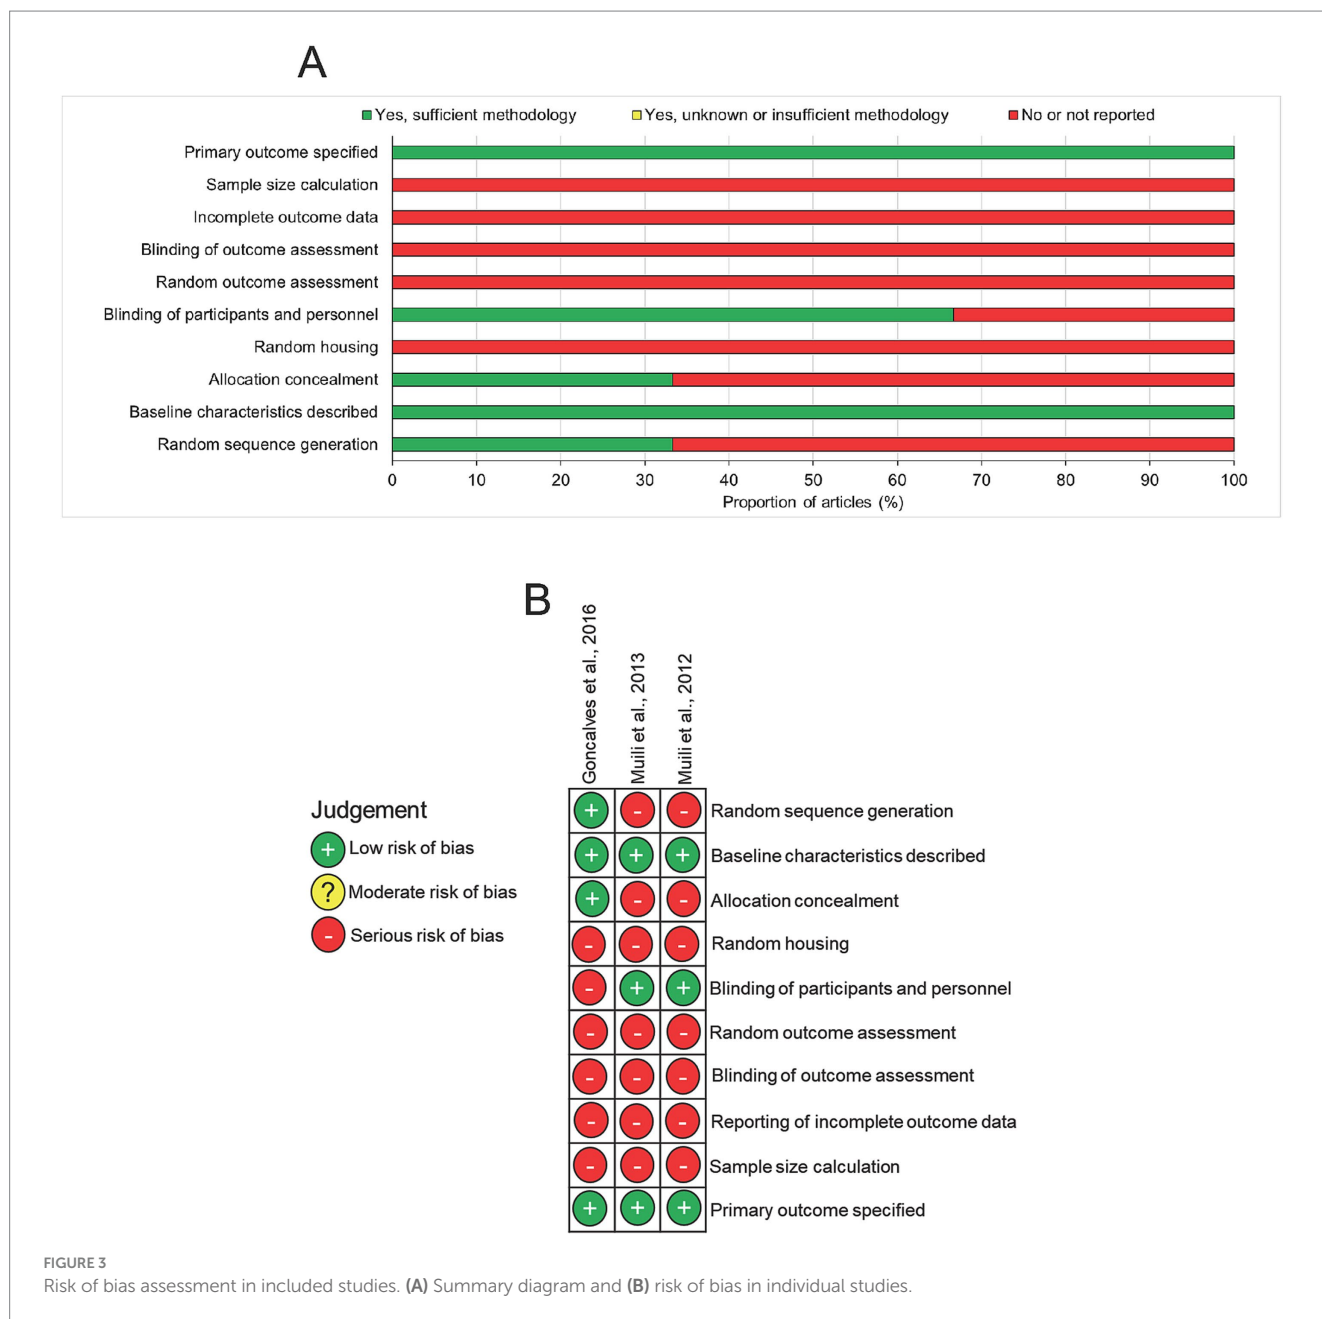 A
Yes, sufficient methodology
Yes, unknown or insufficient methodology
No or not reported
Primary outcome specified
Sample size calculation
Incomplete outcome data
Blinding of outcome assessment
Random outcome assessment
Blinding of participants and personnel
Random housing
Allocation concealment
Baseline characteristics described
Random sequence generation
0 10 20 30 40 50 60 70 80 90 100
Proportion of articles (%)
B
Goncalves et al., 2016
Muili et al., 2013
Muili et al., 2012
Judgement
+ Low risk of bias
? Moderate risk of bias
- Serious risk of bias
+ - - Random sequence generation
+ + + Baseline characteristics described
+ - - Allocation concealment
- - - Random housing
- + + Blinding of participants and personnel
- - - Random outcome assessment
- - - Blinding of outcome assessment
- - - Reporting of incomplete outcome data
- - - Sample size calculation
+ + + Primary outcome specified
FIGURE 3
Risk of bias assessment in included studies. (A) Summary diagram and (B) risk of bias in individual studies.